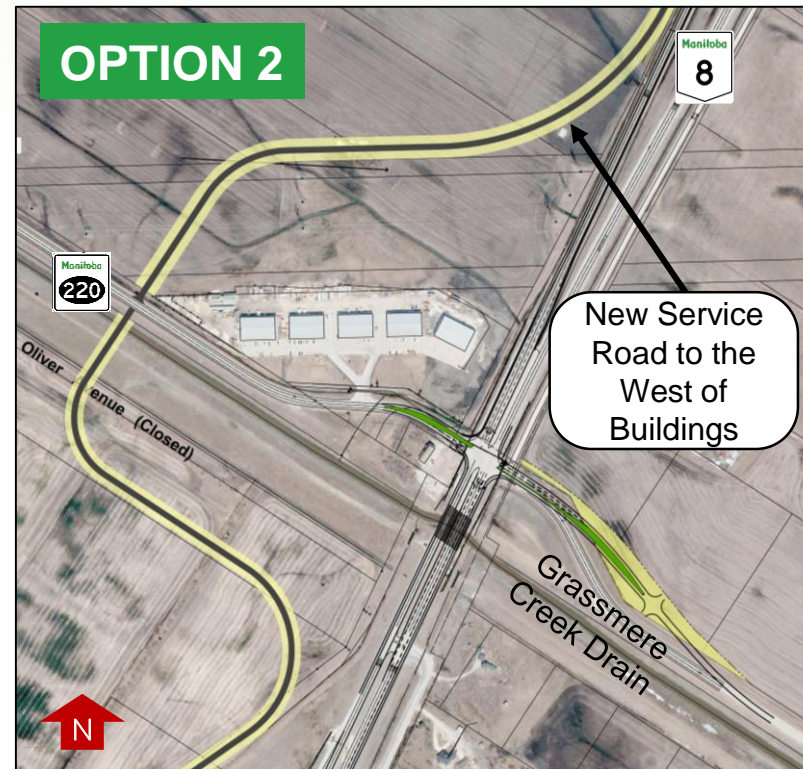 OPTION 2
Manitoba
8
Manitoba
220
New Service
Road to the
West of
Buildings
Oliver Avenue (Closed)
Grassmere
Creek Drain
N